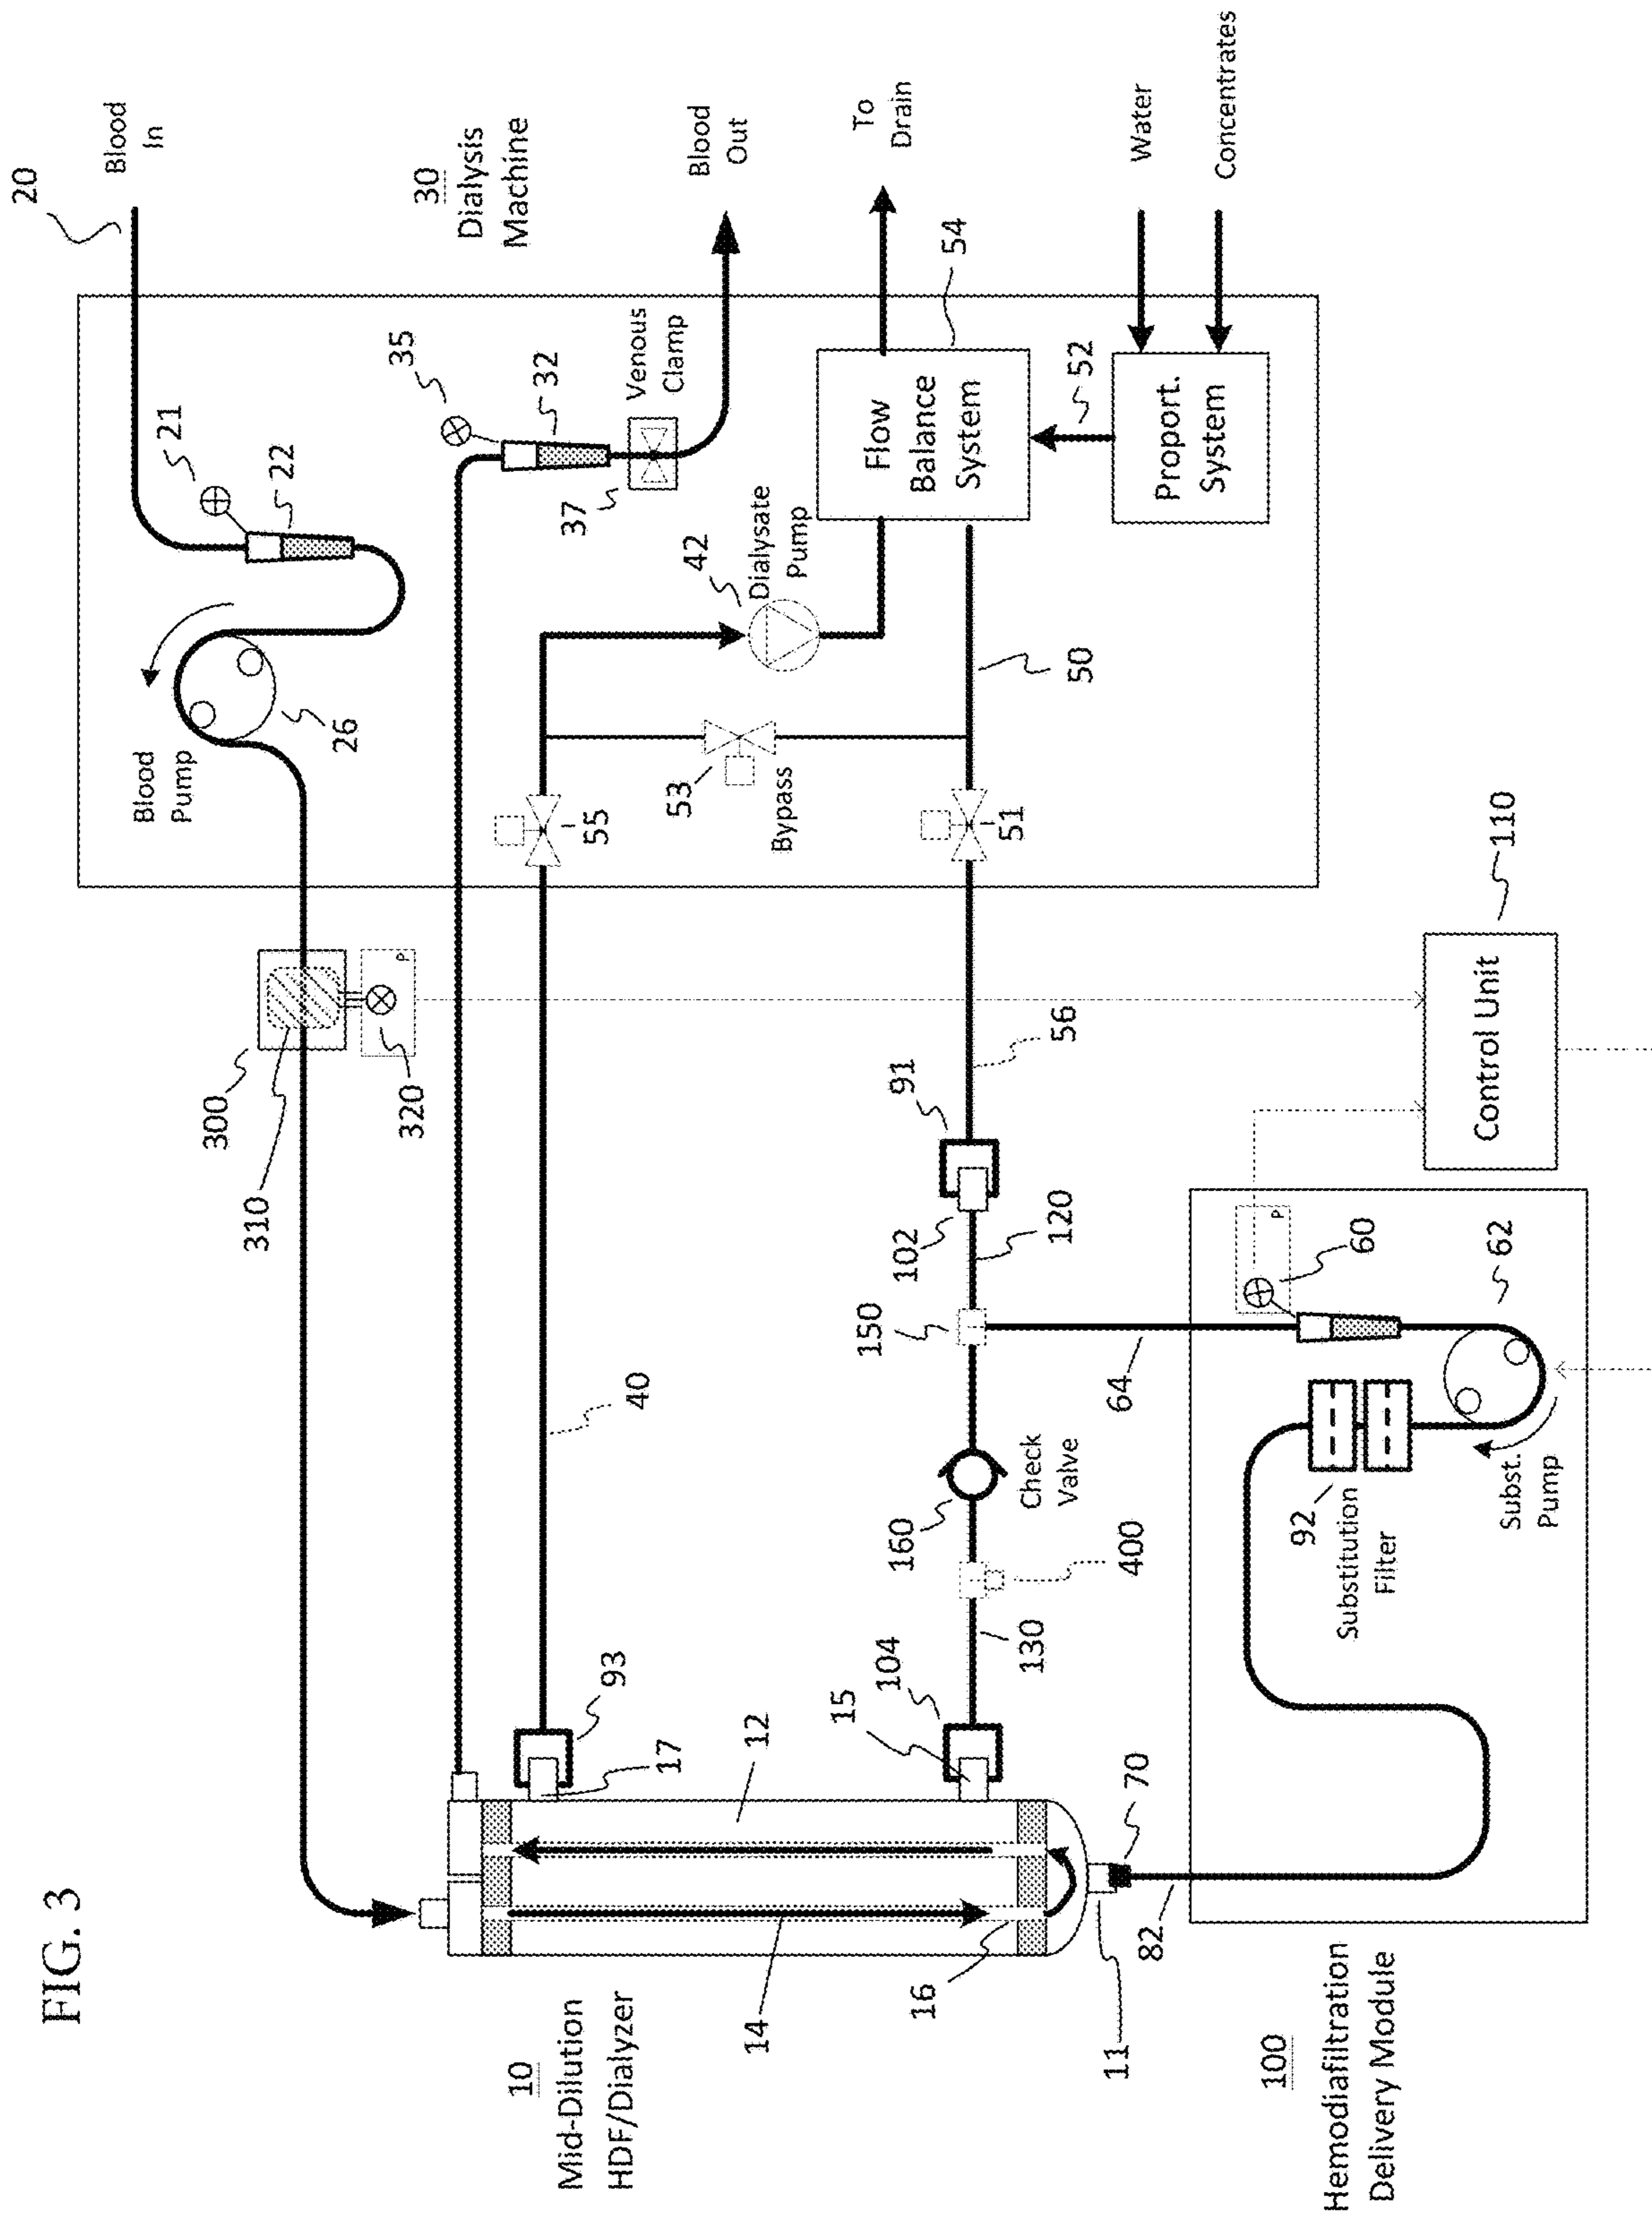 FIG. 3
20
Blood
In
30
Dialysis
Machine
Blood
Out
To
Drain
Water
Concentrates
21
22
Blood
Pump
26
35
32
Venous
Clamp
37
42
Dialysate
Pump
54
Flow
Balance
System
52
Proport.
System
50
53
Bypass
55
51
300
310
320
P
40
56
91
102
120
150
64
Check
Valve
160
400
130
104
15
93
17
12
14
16
11
70
82
10
Mid-Dilution
HDF/Dialyzer
110
Control Unit
P
60
62
Subst.
Pump
92
Substitution
Filter
100
Hemodiafiltration
Delivery Module